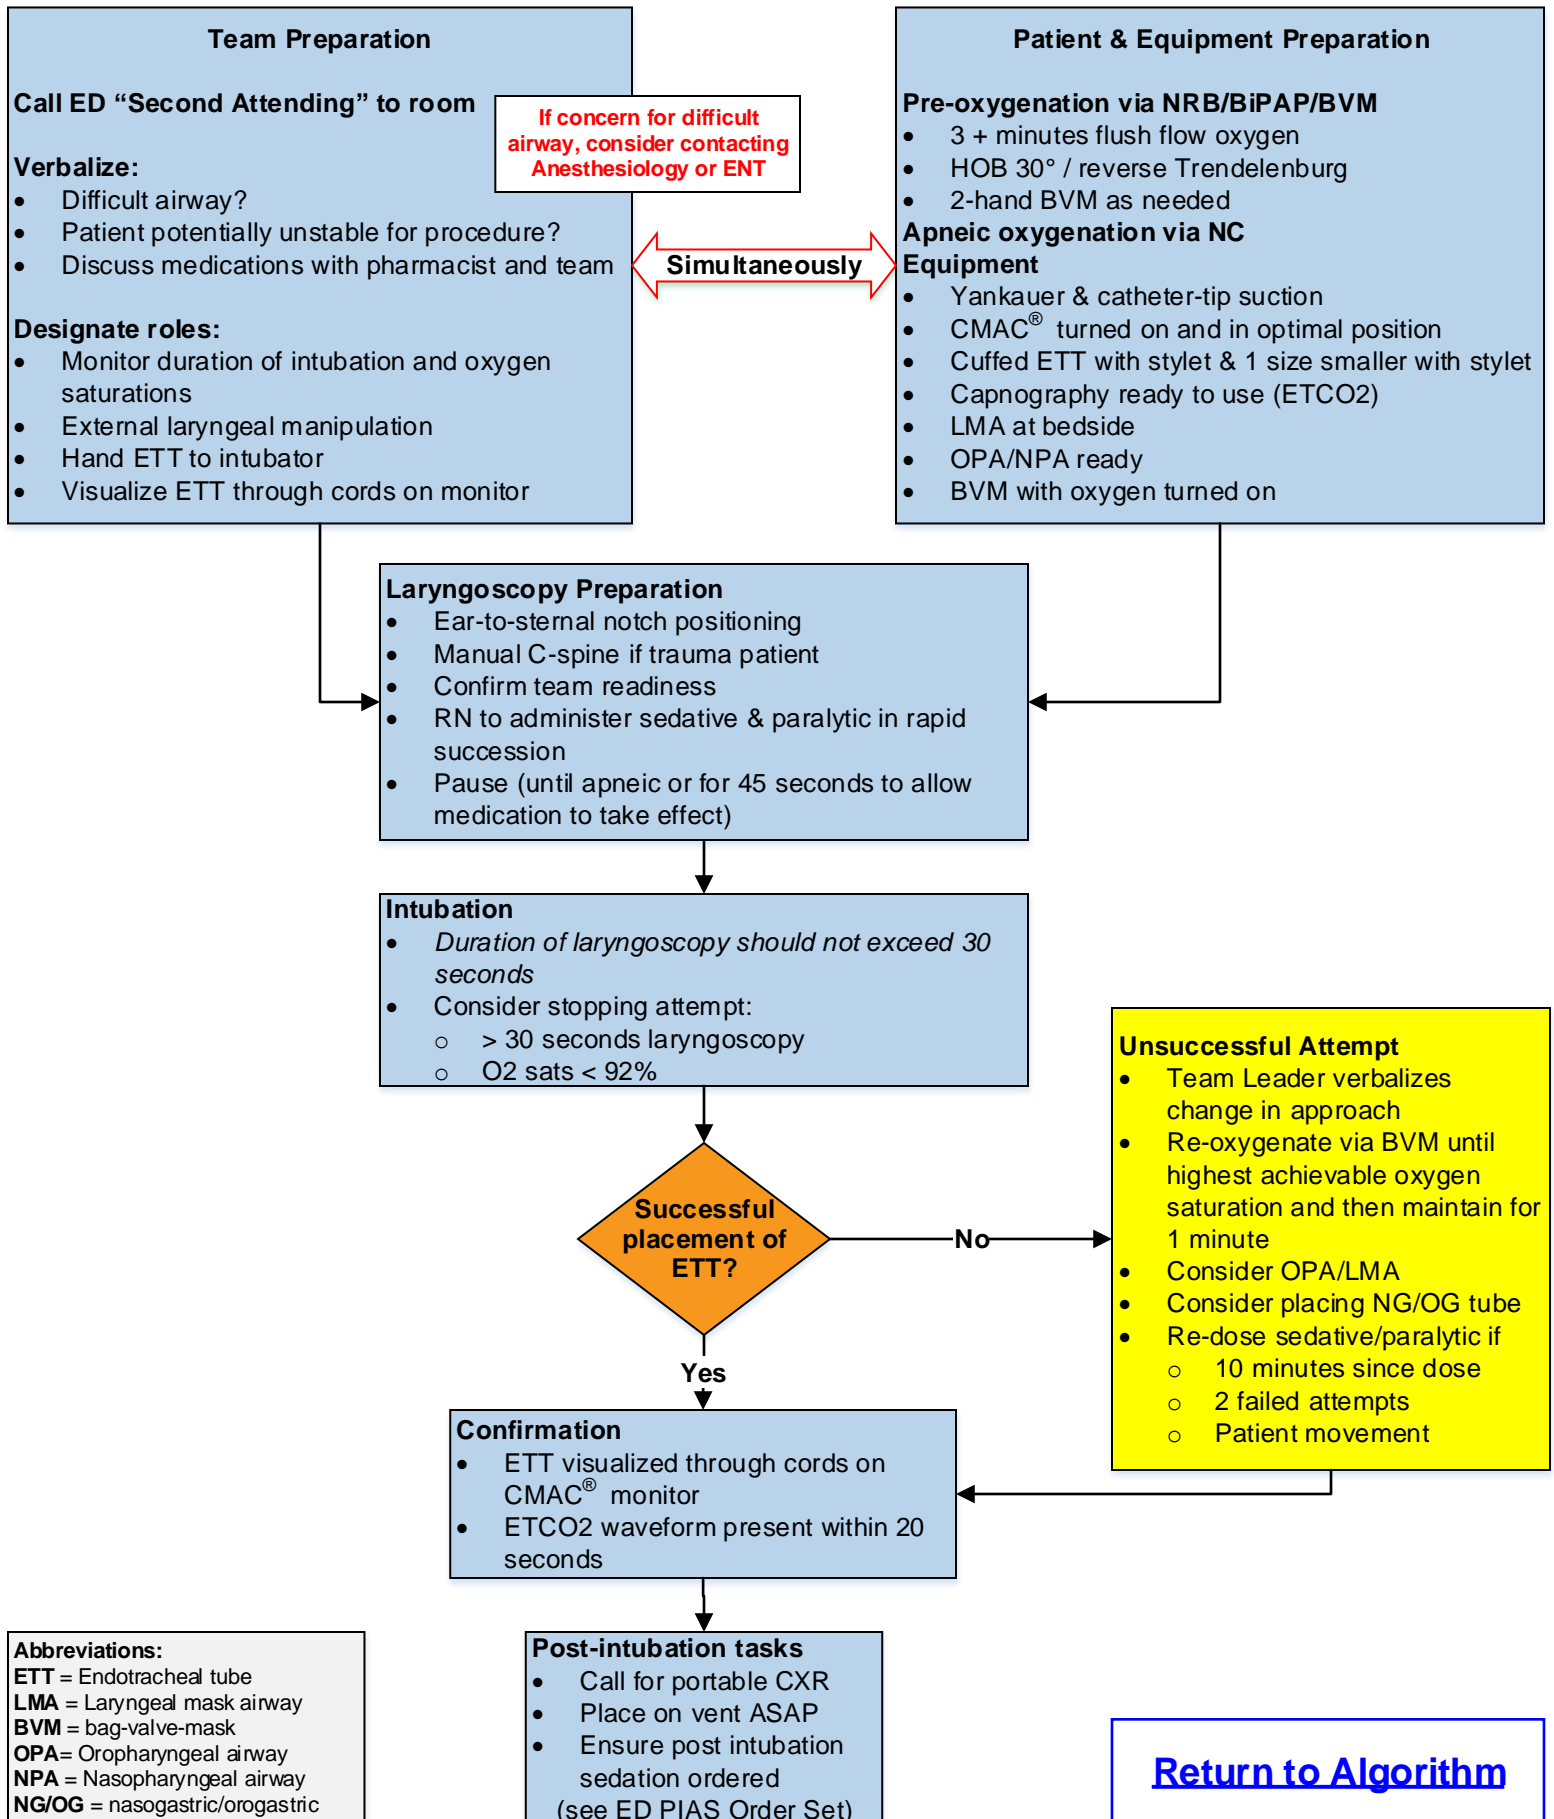 Team Preparation
Call ED “Second Attending” to room
Verbalize:
• Difficult airway?
• Patient potentially unstable for procedure?
• Discuss medications with pharmacist and team
Designate roles:
• Monitor duration of intubation and oxygen
saturations
• External laryngeal manipulation
• Hand ETT to intubator
• Visualize ETT through cords on monitor
If concern for difficult
airway, consider contacting
Anesthesiology or ENT
Simultaneously
Patient & Equipment Preparation
Pre-oxygenation via NRB/BiPAP/BVM
• 3 + minutes flush flow oxygen
• HOB 30° / reverse Trendelenburg
• 2-hand BVM as needed
Apneic oxygenation via NC
Equipment
• Yankauer & catheter-tip suction
• CMAC® turned on and in optimal position
• Cuffed ETT with stylet & 1 size smaller with stylet
• Capnography ready to use (ETCO2)
• LMA at bedside
• OPA/NPA ready
• BVM with oxygen turned on
Laryngoscopy Preparation
• Ear-to-sternal notch positioning
• Manual C-spine if trauma patient
• Confirm team readiness
• RN to administer sedative & paralytic in rapid
succession
• Pause (until apneic or for 45 seconds to allow
medication to take effect)
Intubation
• Duration of laryngoscopy should not exceed 30
seconds
• Consider stopping attempt:
o > 30 seconds laryngoscopy
o O2 sats < 92%
Successful
placement of
ETT?
No
Yes
Unsuccessful Attempt
• Team Leader verbalizes
change in approach
• Re-oxygenate via BVM until
highest achievable oxygen
saturation and then maintain for
1 minute
• Consider OPA/LMA
• Consider placing NG/OG tube
• Re-dose sedative/paralytic if
o 10 minutes since dose
o 2 failed attempts
o Patient movement
Confirmation
• ETT visualized through cords on
CMAC® monitor
• ETCO2 waveform present within 20
seconds
Post-intubation tasks
• Call for portable CXR
• Place on vent ASAP
• Ensure post intubation
sedation ordered
(see ED PIAS Order Set)
Abbreviations:
ETT = Endotracheal tube
LMA = Laryngeal mask airway
BVM = bag-valve-mask
OPA= Oropharyngeal airway
NPA = Nasopharyngeal airway
NG/OG = nasogastric/orogastric
Return to Algorithm